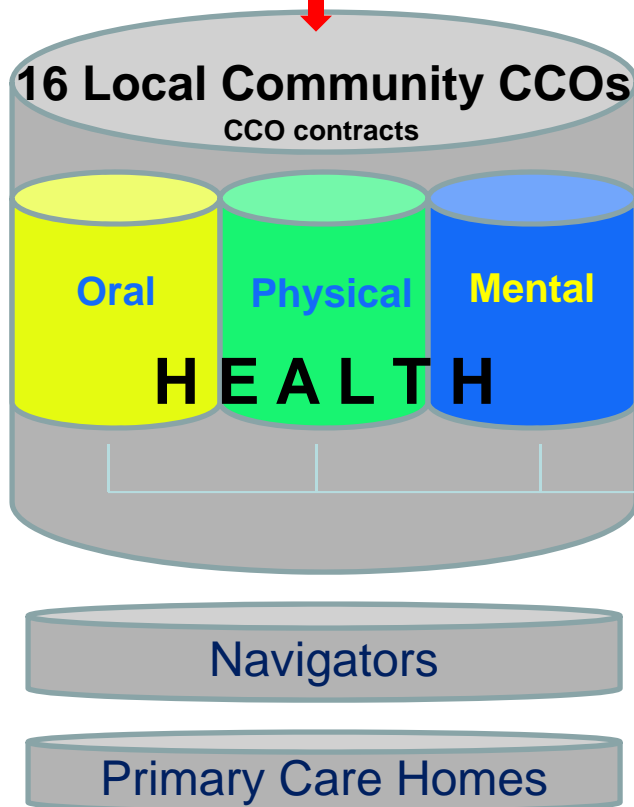 16 Local Community CCOs
CCO contracts
Oral Physical Mental
H E A L T H
Navigators
Primary Care Homes